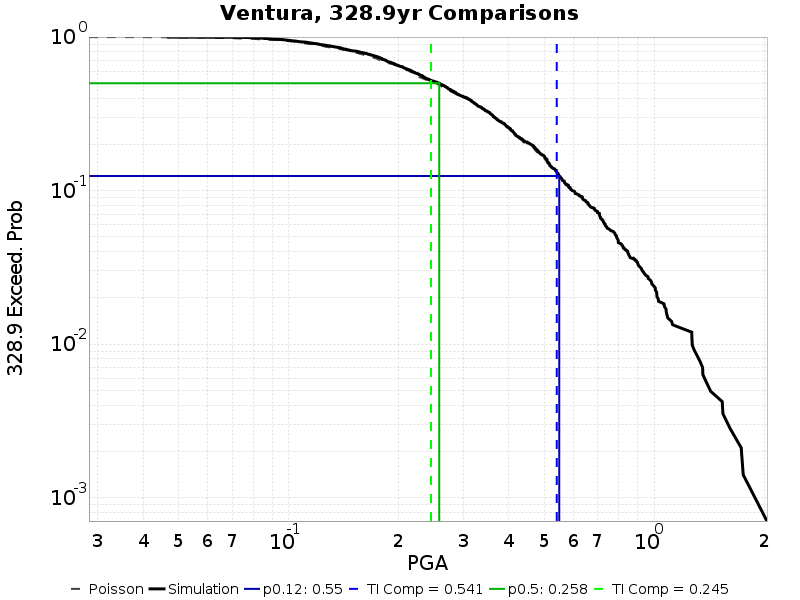 Ventura, 328.9yr Comparisons
10^0
10^-1
10^-2
10^-3
328.9 Exceed. Prob
3 4 5 6 7 10^-1 2 3 4 5 6 7 10^0 2
PGA
Poisson Simulation p0.12: 0.55 TI Comp = 0.541 p0.5: 0.258 TI Comp = 0.245